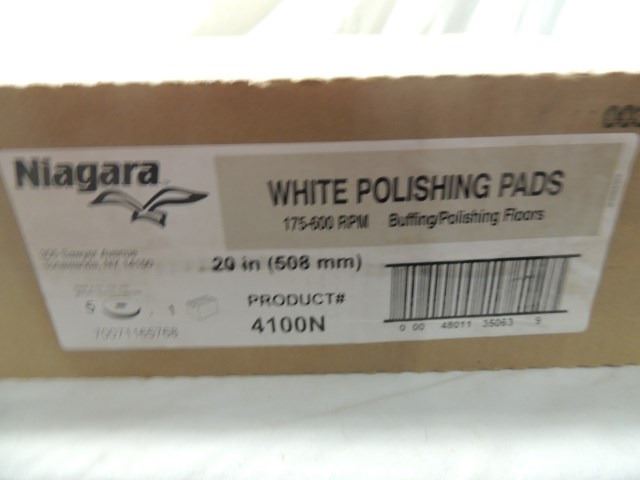 Niagara
WHITE POLISHING PADS
175-600 RPM Buffing/Polishing Floors
20 in (508 mm)
PRODUCT#
4100N
5
1
0 00 48011 35063 9